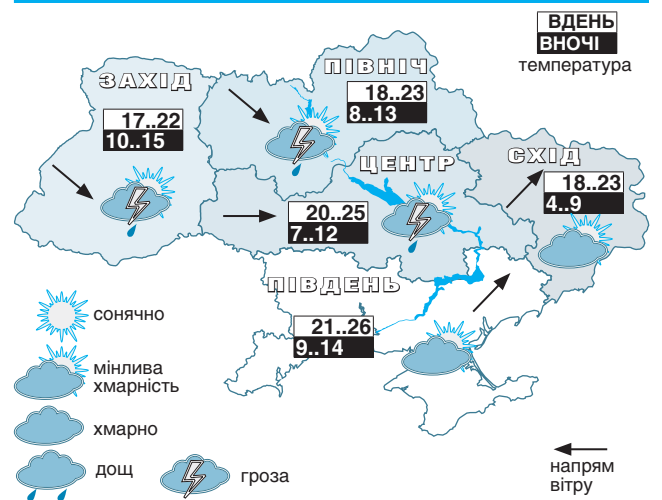 ВДЕНЬ
ВНОЧІ
температура
ПІВНІЧ
18..23
8..13
ЗАХІД
17..22
10..15
ЦЕНТР
20..25
7..12
СХІД
18..23
4..9
ПІВДЕНЬ
21..26
9..14
сонячно
мінлива
хмарність
хмарно
дощ
гроза
напрям
вітру